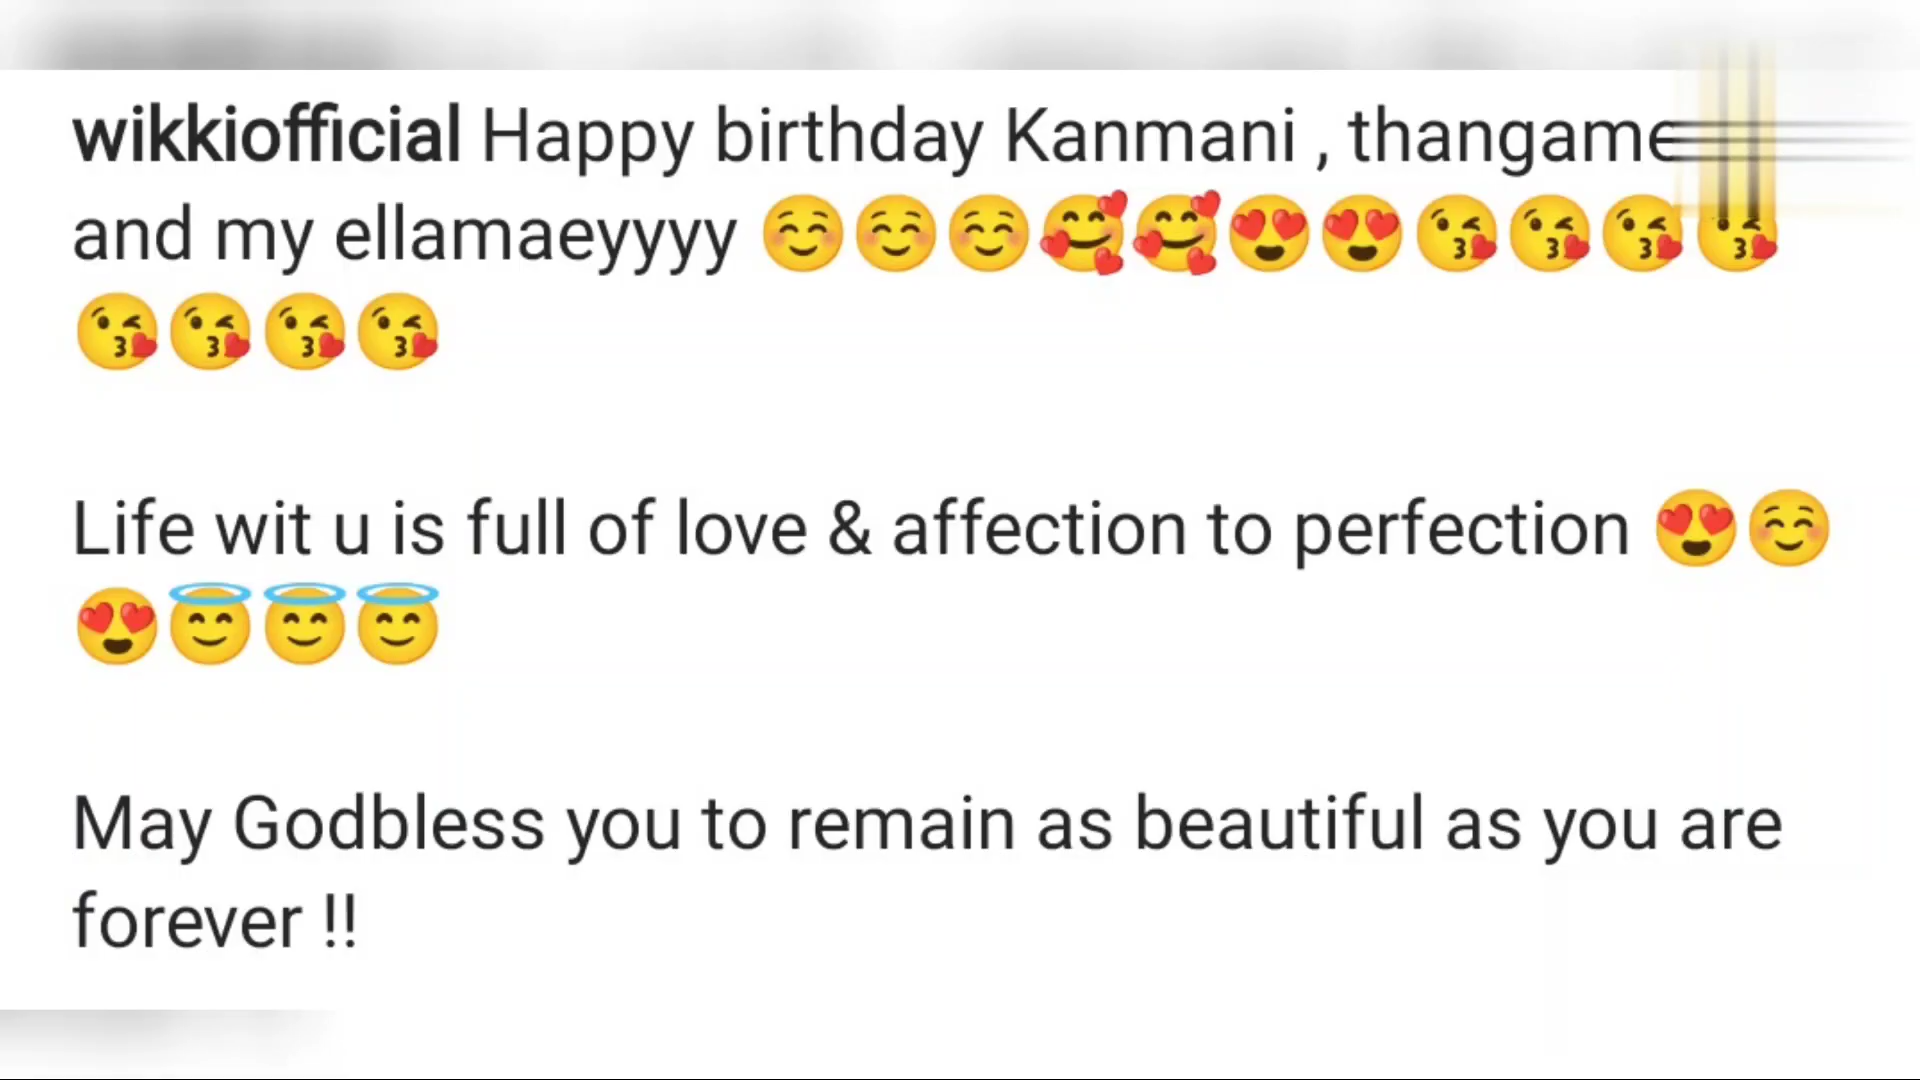 wikkiofficial Happy birthday Kanmani , thangame
and my ellamaeyyyy ☺️☺️☺️🥰🥰😍😍😘😘😘😘
😘😘😘😘
Life wit u is full of love & affection to perfection 😍☺️
😍😇😇😇
May Godbless you to remain as beautiful as you are
forever !!